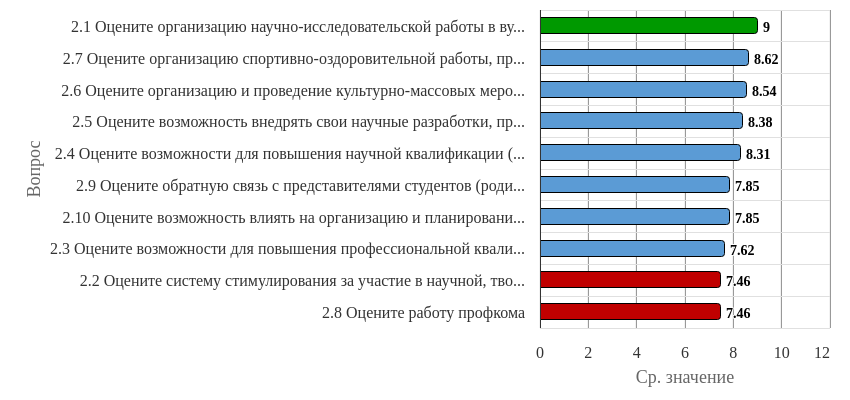 2.1 Оцените организацию научно-исследовательской работы в ву...
9
2.7 Оцените организацию спортивно-оздоровительной работы, пр...
8.62
2.6 Оцените организацию и проведение культурно-массовых меро...
8.54
2.5 Оцените возможность внедрять свои научные разработки, пр...
8.38
2.4 Оцените возможности для повышения научной квалификации (...
8.31
2.9 Оцените обратную связь с представителями студентов (роди...
7.85
2.10 Оцените возможность влиять на организацию и планировани...
7.85
2.3 Оцените возможности для повышения профессиональной квали...
7.62
2.2 Оцените систему стимулирования за участие в научной, тво...
7.46
2.8 Оцените работу профкома
7.46
Вопрос
0 2 4 6 8 10 12
Ср. значение